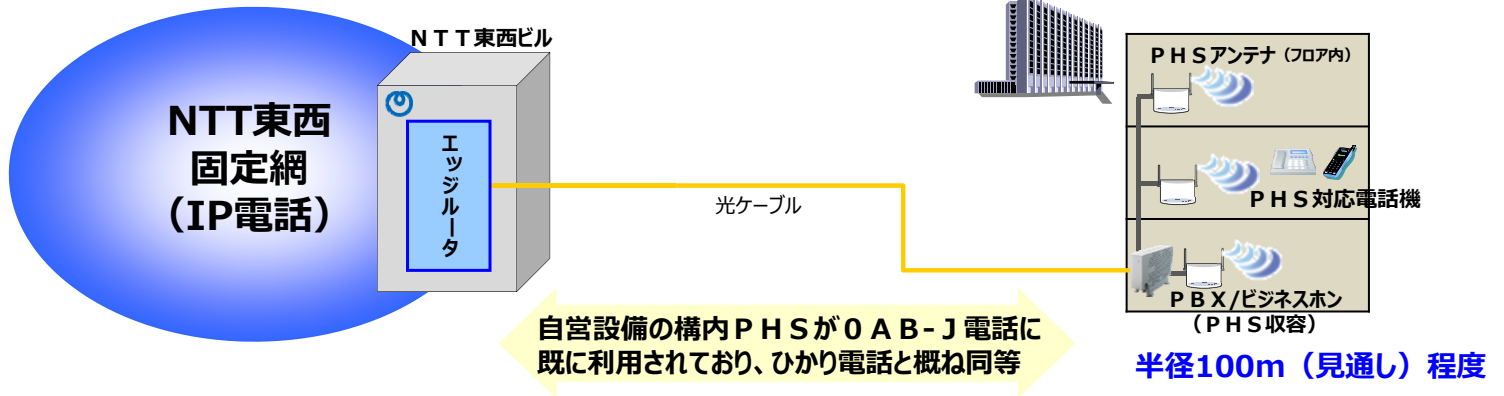 NTT東西ビル
NTT東西
固定網
（IP電話）
エッジルータ
光ケーブル
PHSアンテナ（フロア内）
PHS対応電話機
PBX/ビジネスホン
（PHS収容）
自営設備の構内PHSが0AB-J電話に
既に利用されており、ひかり電話と概ね同等
半径100m（見通し）程度